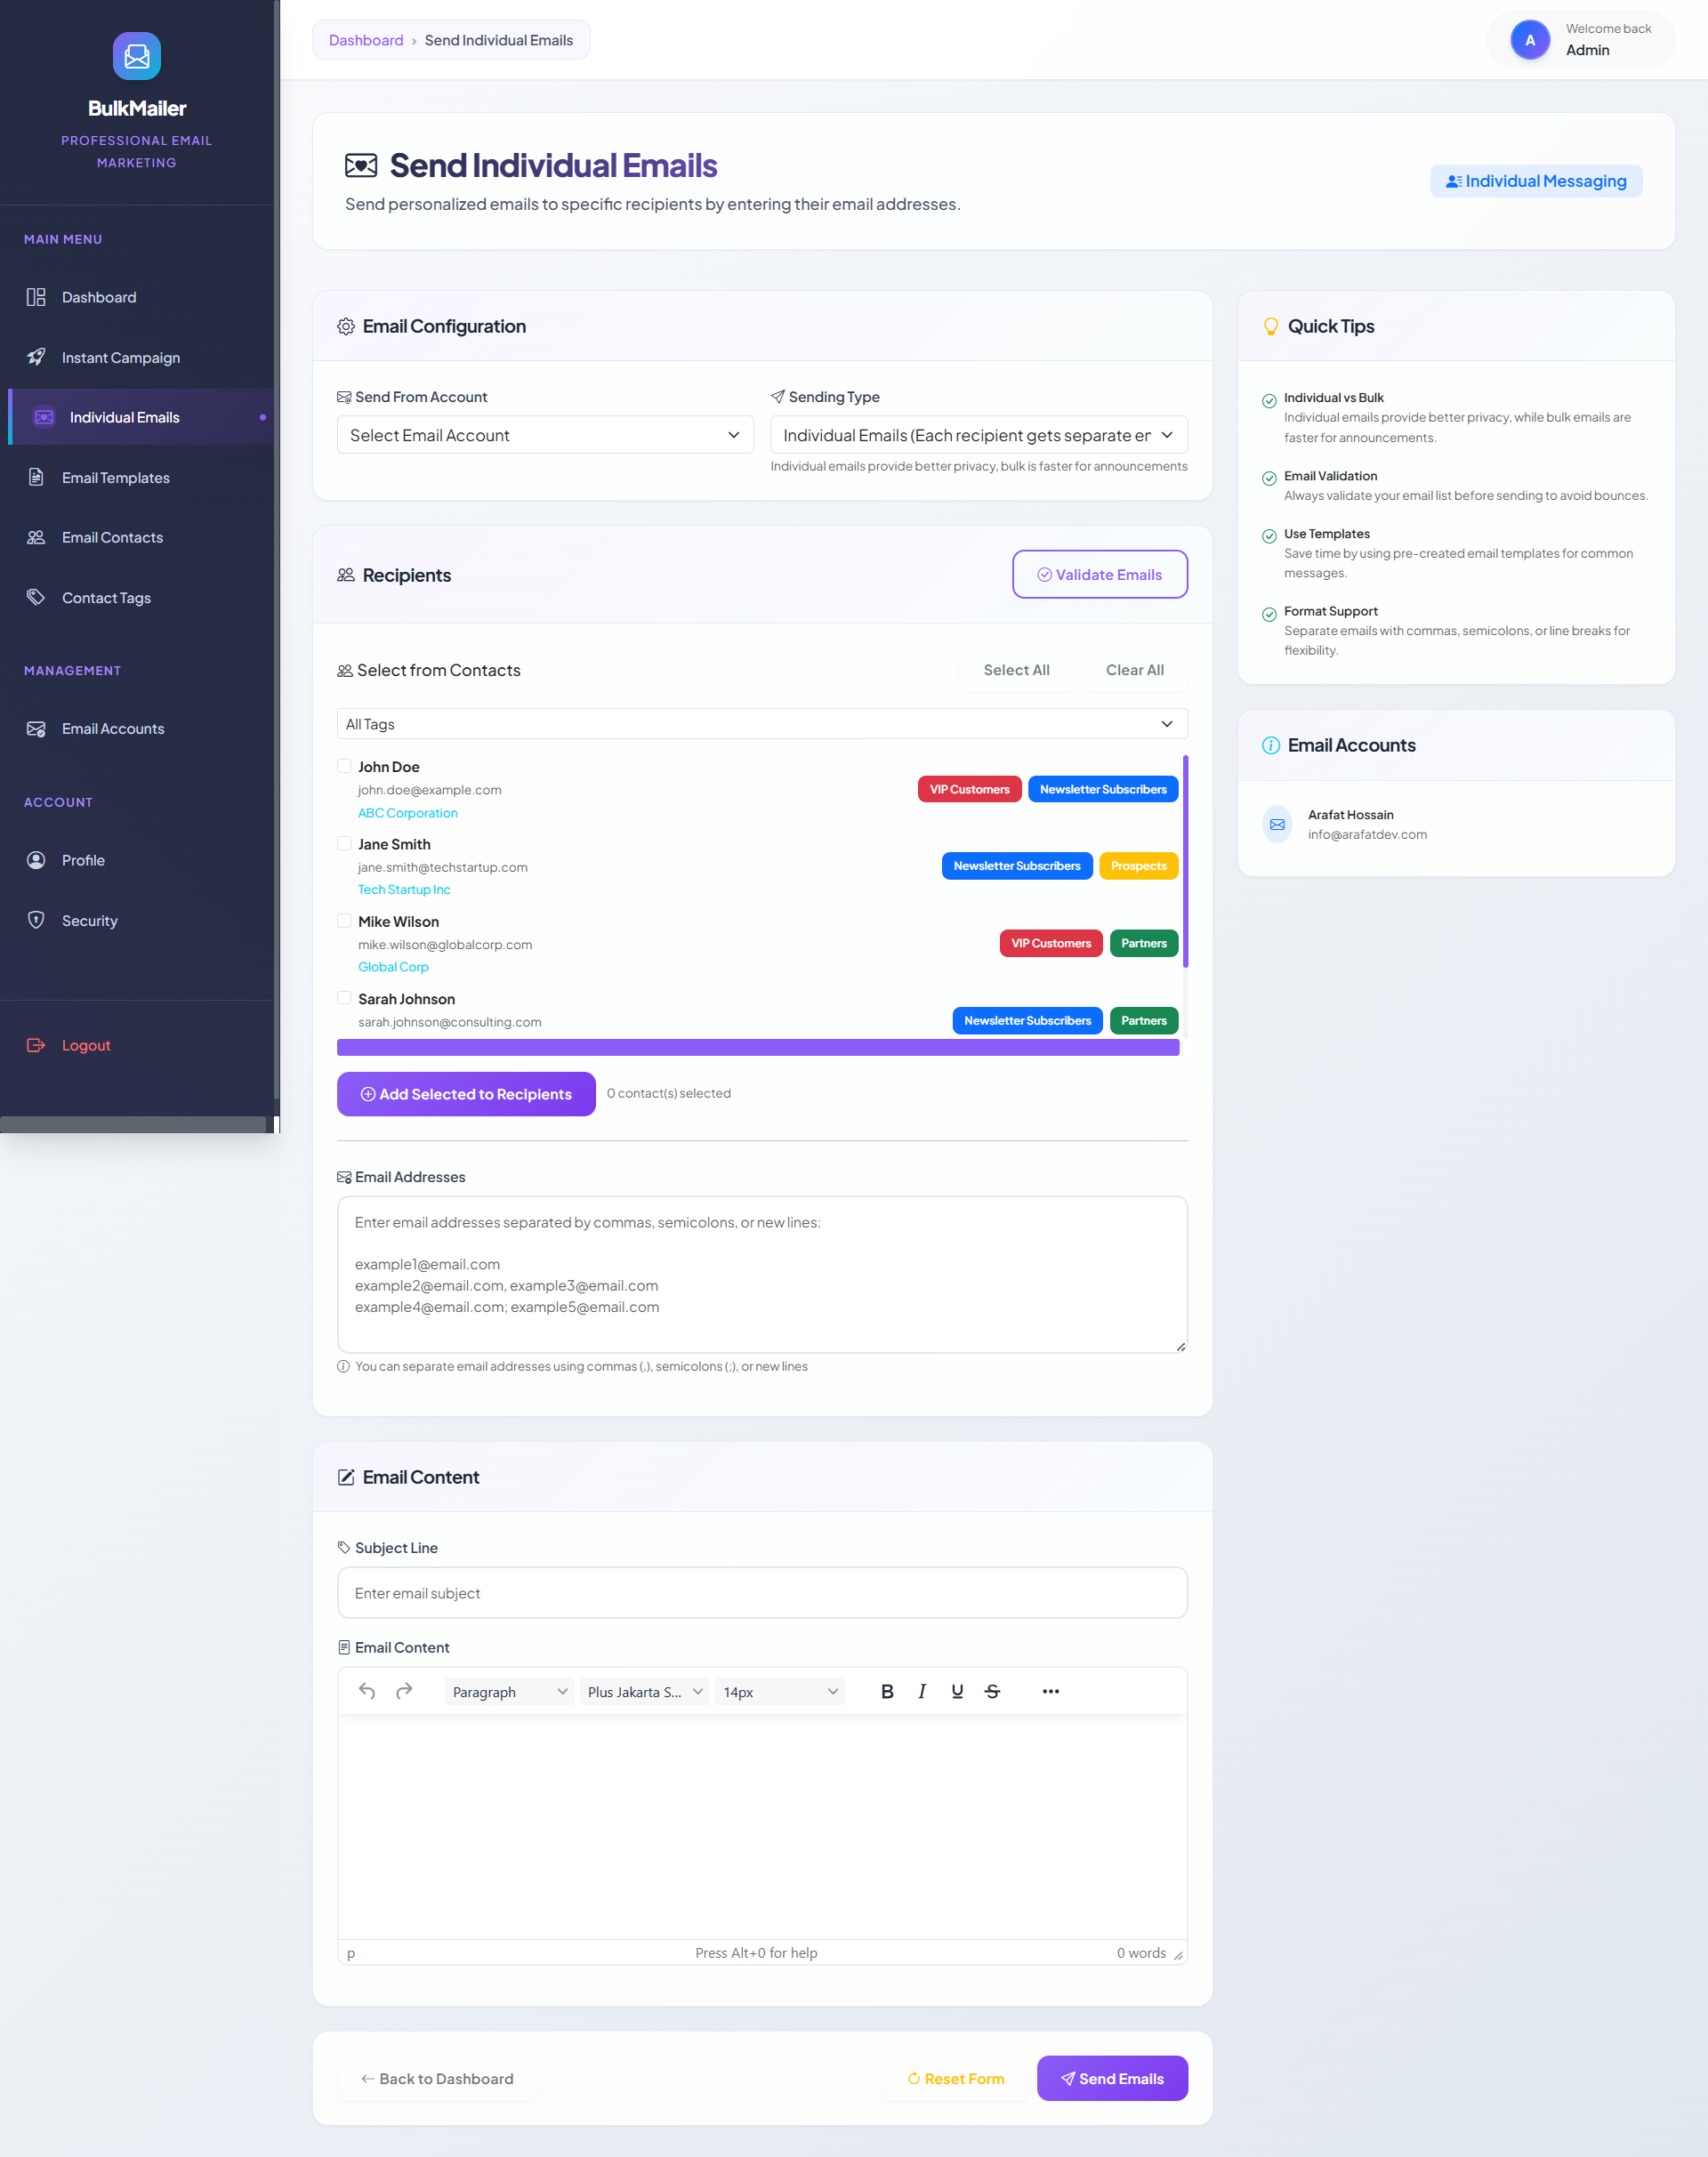 BulkMailer
PROFESSIONAL EMAIL
MARKETING
MAIN MENU
Dashboard
Instant Campaign
Individual Emails
Email Templates
Email Contacts
Contact Tags
MANAGEMENT
Email Accounts
ACCOUNT
Profile
Security
Logout
Dashboard › Send Individual Emails
A
Welcome back
Admin
Send Individual Emails
Send personalized emails to specific recipients by entering their email addresses.
Individual Messaging
Email Configuration
Send From Account
Select Email Account
Sending Type
Individual Emails (Each recipient gets separate er
Individual emails provide better privacy, bulk is faster for announcements
Recipients
Validate Emails
Select from Contacts
Select All
Clear All
All Tags
John Doe
john.doe@example.com
ABC Corporation
VIP Customers
Newsletter Subscribers
Jane Smith
jane.smith@techstartup.com
Tech Startup Inc
Newsletter Subscribers
Prospects
Mike Wilson
mike.wilson@globalcorp.com
Global Corp
VIP Customers
Partners
Sarah Johnson
sarah.johnson@consulting.com
Newsletter Subscribers
Partners
Add Selected to Recipients
0 contact(s) selected
Email Addresses
Enter email addresses separated by commas, semicolons, or new lines:
example1@email.com
example2@email.com, example3@email.com
example4@email.com; example5@email.com
You can separate email addresses using commas (,), semicolons (;), or new lines
Email Content
Subject Line
Enter email subject
Email Content
Paragraph
Plus Jakarta S...
14px
B I U S
p
Press Alt+0 for help
0 words
Back to Dashboard
Reset Form
Send Emails
Quick Tips
Individual vs Bulk
Individual emails provide better privacy, while bulk emails are
faster for announcements.
Email Validation
Always validate your email list before sending to avoid bounces.
Use Templates
Save time by using pre-created email templates for common
messages.
Format Support
Separate emails with commas, semicolons, or line breaks for
flexibility.
Email Accounts
Arafat Hossain
info@arafatdev.com